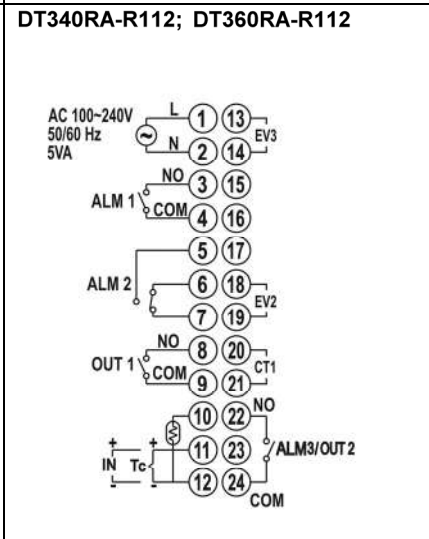 DT340RA-R112; DT360RA-R112
AC 100~240V
50/60 Hz
5VA
L
N
1 13
2 14
EV3
NO
ALM 1
COM
3 15
4 16
5 17
ALM 2
6 18
7 19
EV2
NO
OUT 1
COM
8 20
9 21
CT1
10 22 NO
11 23
ALM3/OUT 2
12 24
COM
+ +
IN Tc
- -